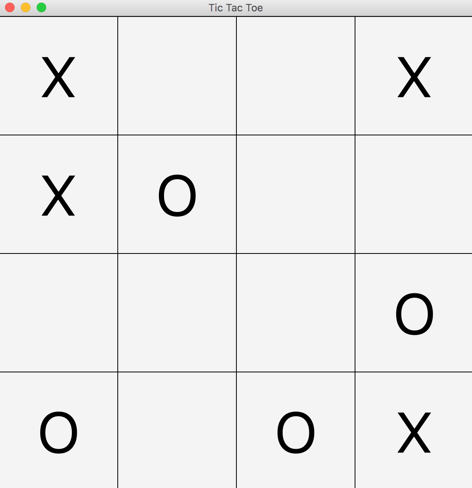 Tic Tac Toe
X X
X O
O
O O X